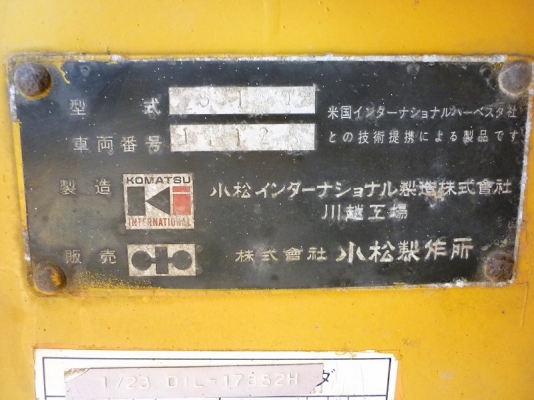 型式
米国インターナショナルハーベスタ社
車両番号
との技術提携による製品です
製造 KOMATSU INTERNATIONAL 小松インターナショナル製造株式會社
川越工場
販売 株式會社 小松製作所